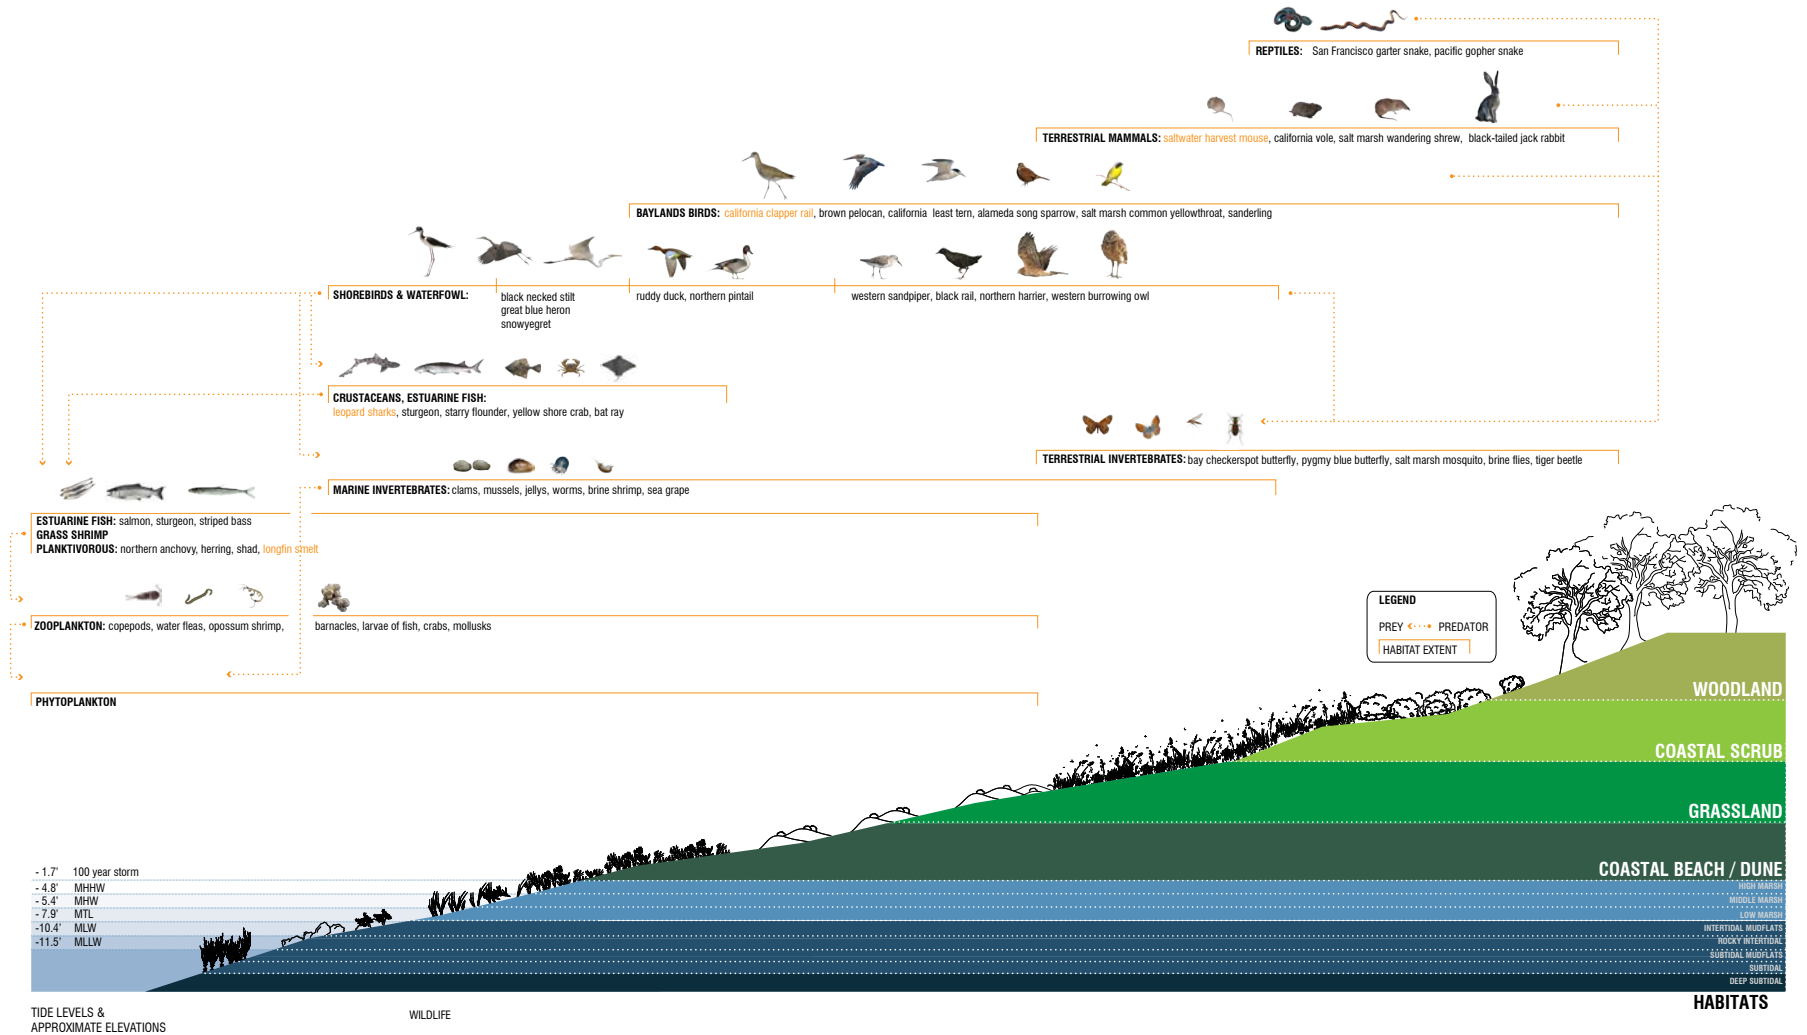 REPTILES: San Francisco garter snake, pacific gopher snake
TERRESTRIAL MAMMALS: saltwater harvest mouse, california vole, salt marsh wandering shrew, black-tailed jack rabbit
BAYLANDS BIRDS: california clapper rail, brown pelocan, california least tern, alameda song sparrow, salt marsh common yellowthroat, sanderling
SHOREBIRDS & WATERFOWL:
black necked stilt
great blue heron
snowyegret
ruddy duck, northern pintail
western sandpiper, black rail, northern harrier, western burrowing owl
CRUSTACEANS, ESTUARINE FISH:
leopard sharks, sturgeon, starry flounder, yellow shore crab, bat ray
TERRESTRIAL INVERTEBRATES: bay checkerspot butterfly, pygmy blue butterfly, salt marsh mosquito, brine flies, tiger beetle
MARINE INVERTEBRATES: clams, mussels, jellys, worms, brine shrimp, sea grape
ESTUARINE FISH: salmon, sturgeon, striped bass
GRASS SHRIMP
PLANKTIVOROUS: northern anchovy, herring, shad, longfin smelt
ZOOPLANKTON: copepods, water fleas, opossum shrimp, barnacles, larvae of fish, crabs, mollusks
PHYTOPLANKTON
LEGEND
PREY PREDATOR
HABITAT EXTENT
WOODLAND
COASTAL SCRUB
GRASSLAND
COASTAL BEACH / DUNE
HIGH MARSH
MIDDLE MARSH
LOW MARSH
INTERTIDAL MUDFLATS
ROCKY INTERTIDAL
SUBTIDAL MUDFLATS
SUBTIDAL
DEEP SUBTIDAL
HABITATS
- 1.7' 100 year storm
- 4.8' MHHW
- 5.4' MHW
- 7.9' MTL
-10.4' MLW
-11.5' MLLW
TIDE LEVELS &
APPROXIMATE ELEVATIONS
WILDLIFE